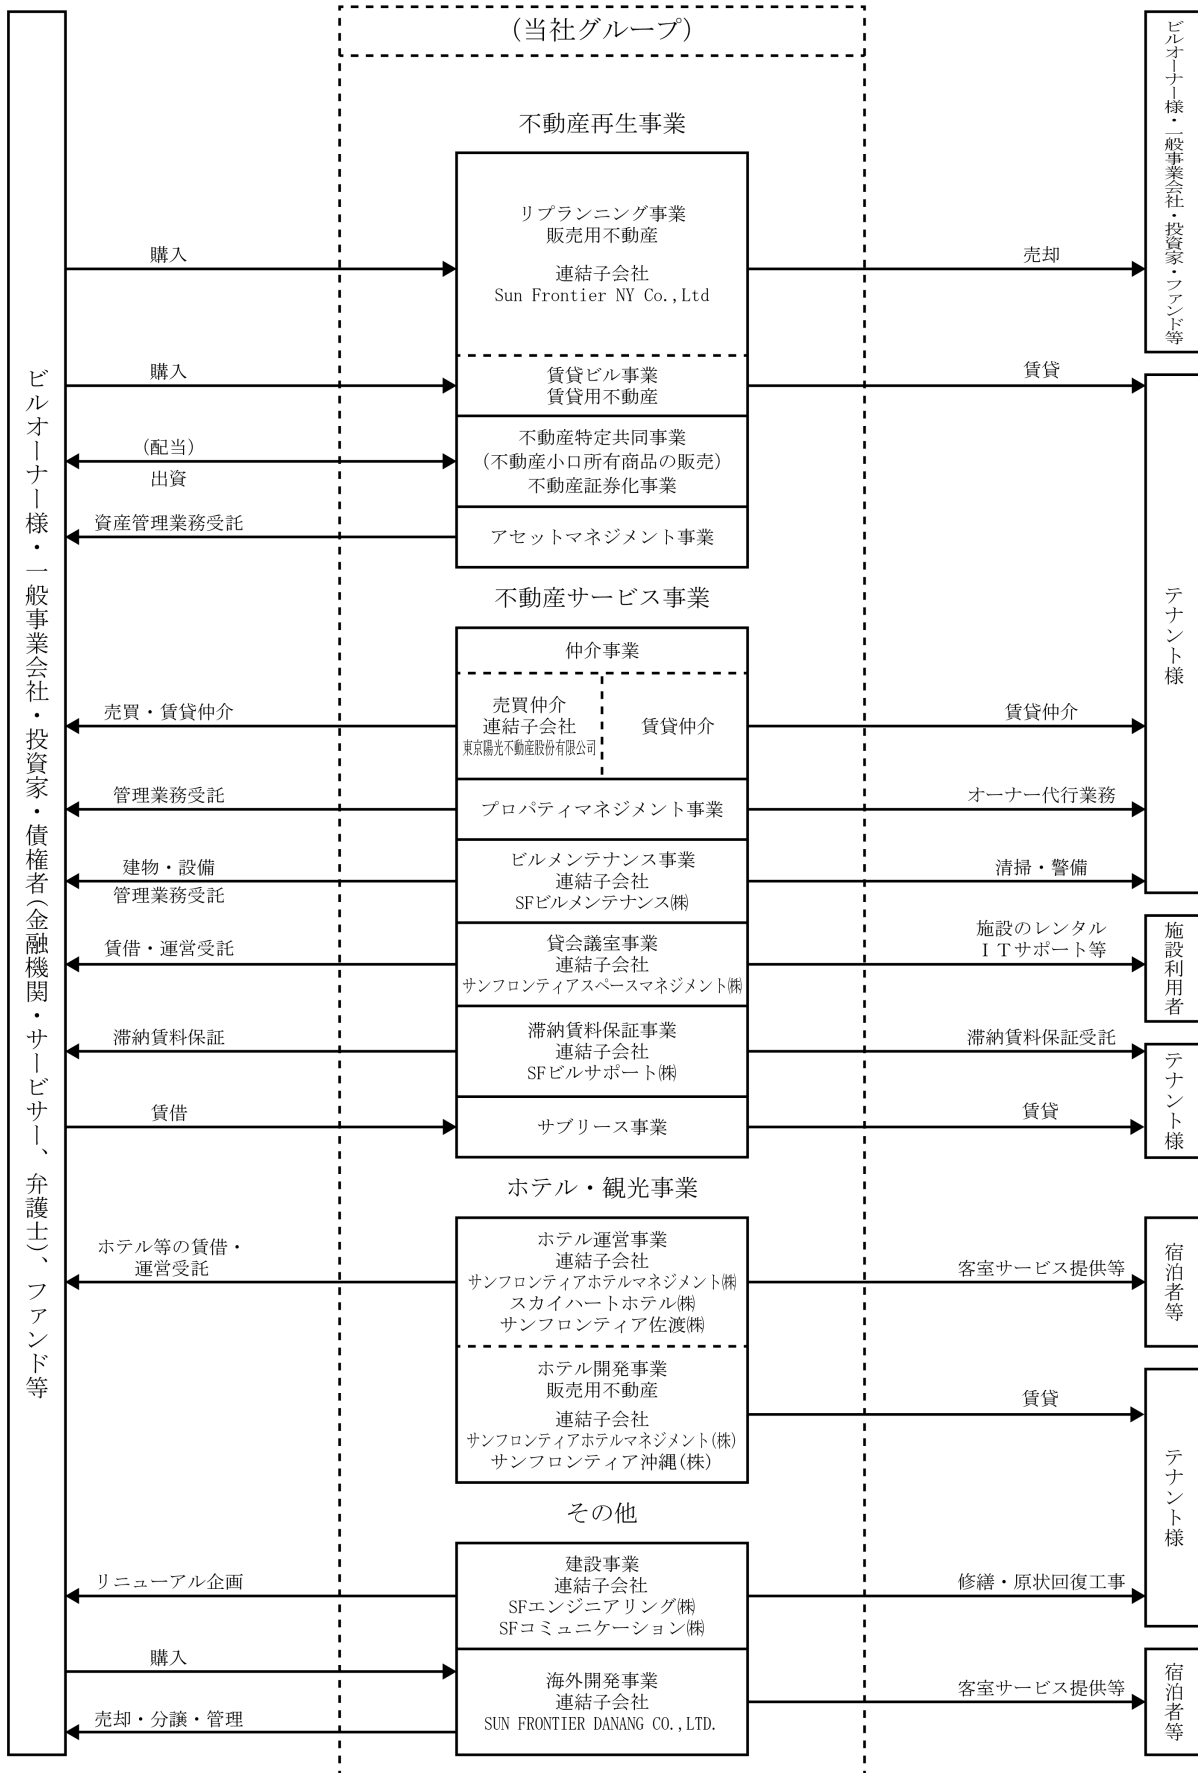 (当社グループ)
ビルオーナー様・一般事業会社・投資家・債権者(金融機関・サービサー、弁護士)、ファンド等
ビルオーナー様・一般事業会社・投資家・ファンド等
不動産再生事業
リプランニング事業
販売用不動産
連結子会社
Sun Frontier NY Co.,Ltd
購入
売却
購入
賃貸ビル事業
賃貸用不動産
賃貸
テナント様
(配当)
出資
不動産特定共同事業
(不動産小口所有商品の販売)
不動産証券化事業
資産管理業務受託
アセットマネジメント事業
不動産サービス事業
仲介事業
売買・賃貸仲介
売買仲介
連結子会社
東京陽光不動産股份有限公司
賃貸仲介
賃貸仲介
管理業務受託
プロパティマネジメント事業
オーナー代行業務
建物・設備
管理業務受託
ビルメンテナンス事業
連結子会社
SFビルメンテナンス㈱
清掃・警備
賃借・運営受託
貸会議室事業
連結子会社
サンフロンティアスペースマネジメント㈱
施設のレンタル
ＩＴサポート等
施設利用者
滞納賃料保証
滞納賃料保証事業
連結子会社
SFビルサポート㈱
滞納賃料保証受託
テナント様
賃借
サブリース事業
賃貸
ホテル・観光事業
ホテル等の賃借・
運営受託
ホテル運営事業
連結子会社
サンフロンティアホテルマネジメント㈱
スカイハートホテル㈱
サンフロンティア佐渡㈱
客室サービス提供等
宿泊者等
ホテル開発事業
販売用不動産
連結子会社
サンフロンティアホテルマネジメント(株)
サンフロンティア沖縄(株)
賃貸
テナント様
その他
リニューアル企画
建設事業
連結子会社
SFエンジニアリング㈱
SFコミュニケーション㈱
修繕・原状回復工事
購入
売却・分譲・管理
海外開発事業
連結子会社
SUN FRONTIER DANANG CO.,LTD.
客室サービス提供等
宿泊者等